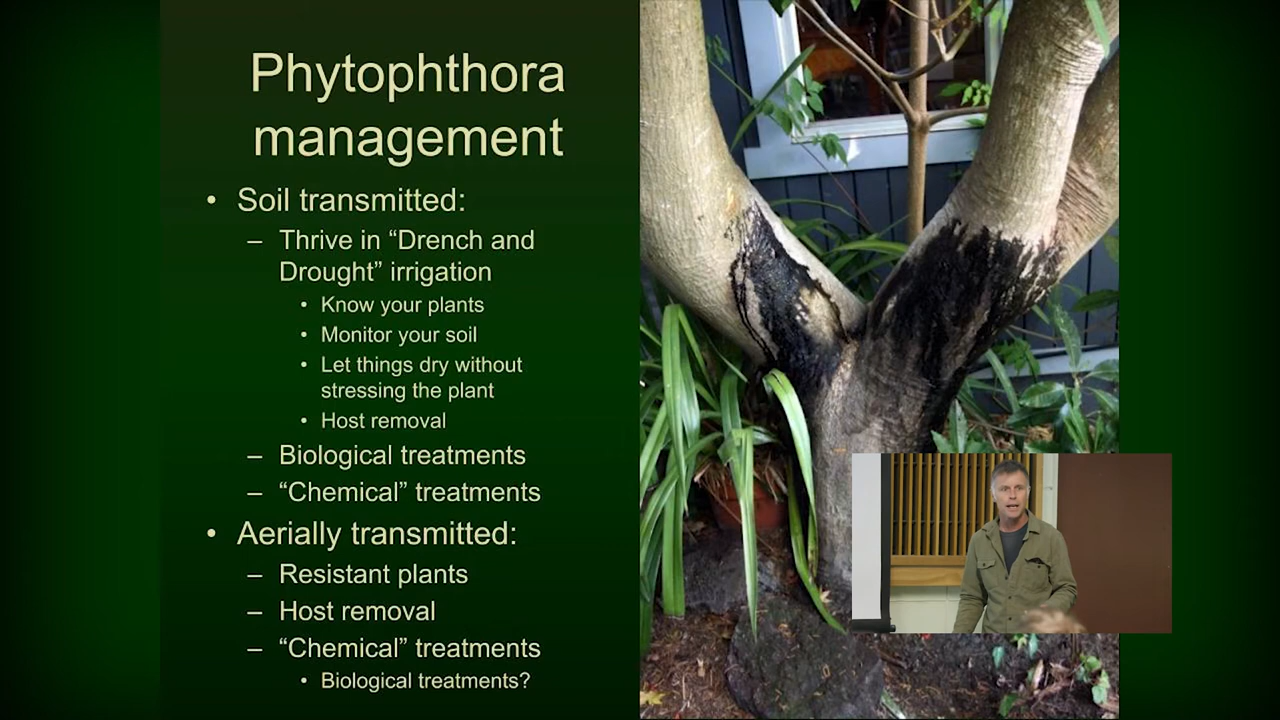 Phytophthora
management
• Soil transmitted:
– Thrive in “Drench and
Drought” irrigation
• Know your plants
• Monitor your soil
• Let things dry without
stressing the plant
• Host removal
– Biological treatments
– “Chemical” treatments
• Aerially transmitted:
– Resistant plants
– Host removal
– “Chemical” treatments
• Biological treatments?